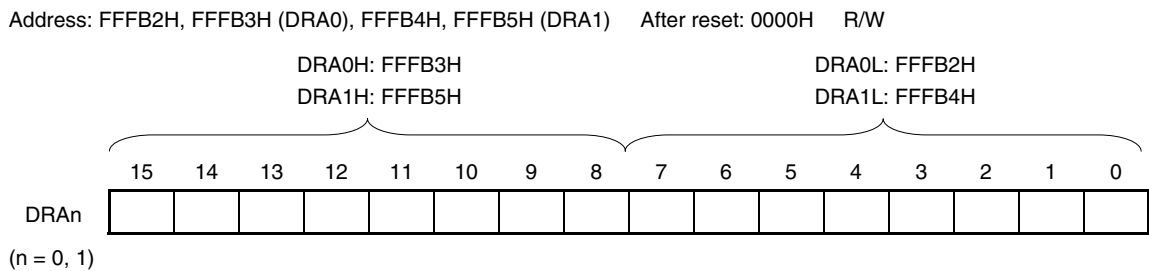 Address: FFFB2H, FFFB3H (DRA0), FFFB4H, FFFB5H (DRA1) After reset: 0000H R/W
DRA0H: FFFB3H DRA0L: FFFB2H
DRA1H: FFFB5H DRA1L: FFFB4H
15 14 13 12 11 10 9 8 7 6 5 4 3 2 1 0
DRAn
(n = 0, 1)